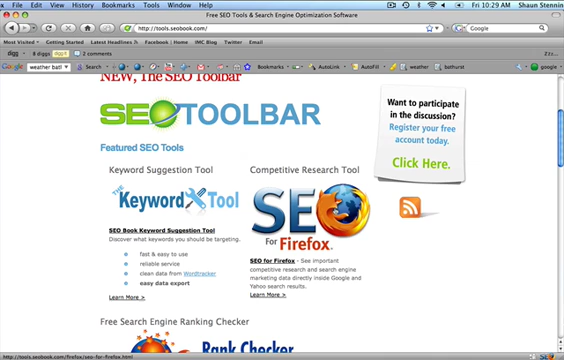 File Edit View History Bookmarks Tools Window Help
Fri 10:29 AM Shaun Stennin
Free SEO Tools & Search Engine Optimization Software
http://tools.seobook.com/
Google
Most Visited Getting Started Latest Headlines Facebook Home IMC Blog Twitter Email
digg 8 diggs 2 comments
Google weather batl Search Bookmarks AutoLink AutoFill weather bathurst google
NEW, The SEO Toolbar
SEO TOOLBAR
Featured SEO Tools
Keyword Suggestion Tool
THE Keyword Tool
SEO Book Keyword Suggestion Tool
Discover what keywords you should be targeting.
fast & easy to use
reliable service
clean data from Wordtracker
easy data export
Learn More >
Competitive Research Tool
SEO
For Firefox.
SEO for Firefox - See important
competitive research and search engine
marketing data directly inside Google and
Yahoo search results.
Learn More >
Want to participate
in the discussion?
Register your free
account today.
Click Here.
Free Search Engine Ranking Checker
Rank Checker
http://tools.seobook.com/firefox/seo-for-firefox.html